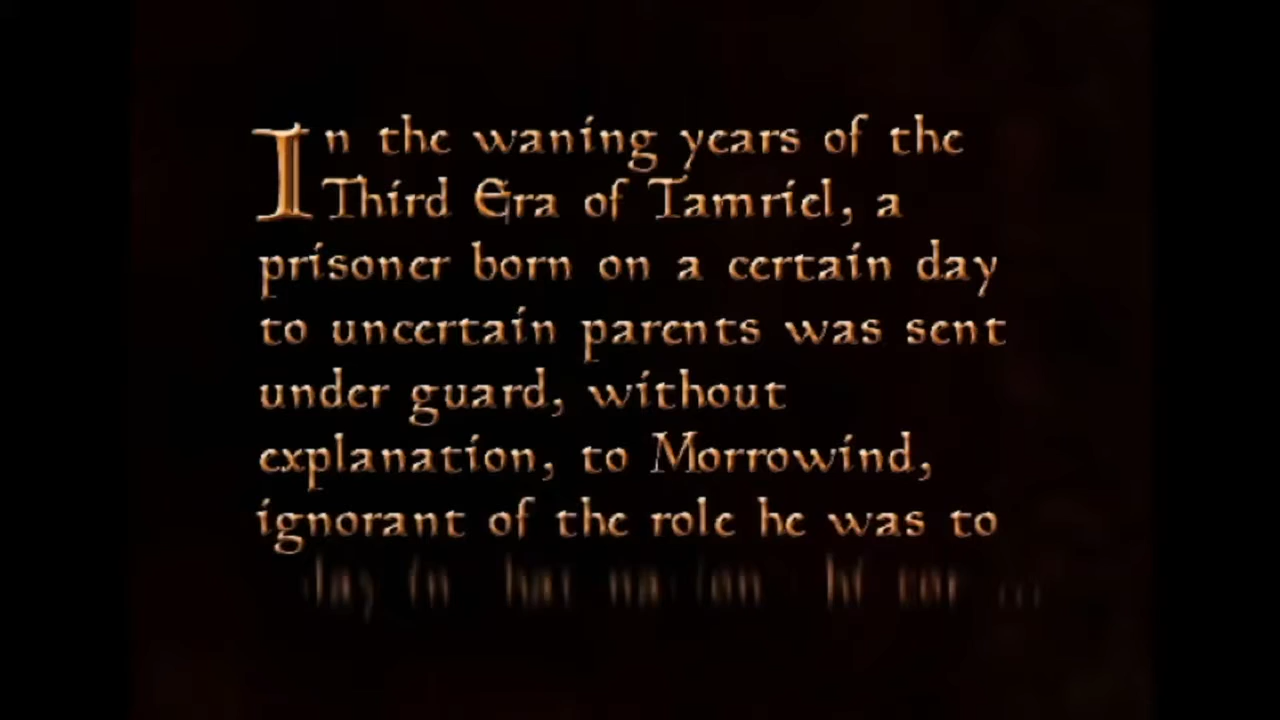 In the waning years of the
Third Era of Tamriel, a
prisoner born on a certain day
to uncertain parents was sent
under guard, without
explanation, to Morrowind,
ignorant of the role he was to